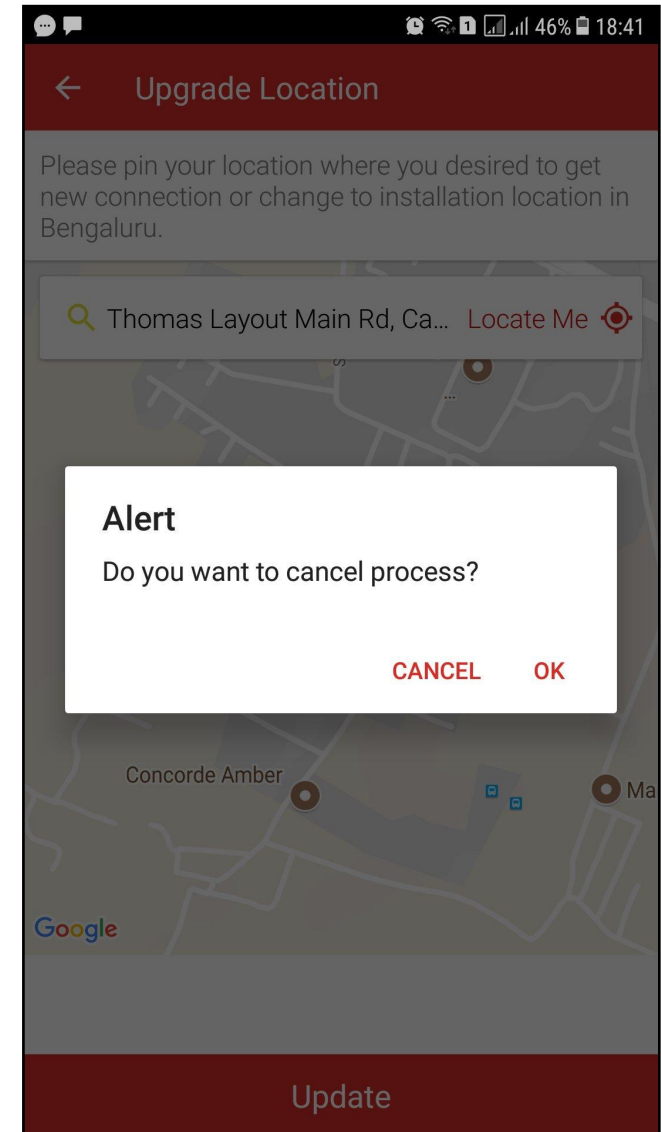 1 46% 18:41
Upgrade Location
Please pin your location where you desired to get
new connection or change to installation location in
Bengaluru.
Thomas Layout Main Rd, Ca... Locate Me
S
...
Alert
Do you want to cancel process?
CANCEL OK
Concorde Amber
Ma
Google
Update